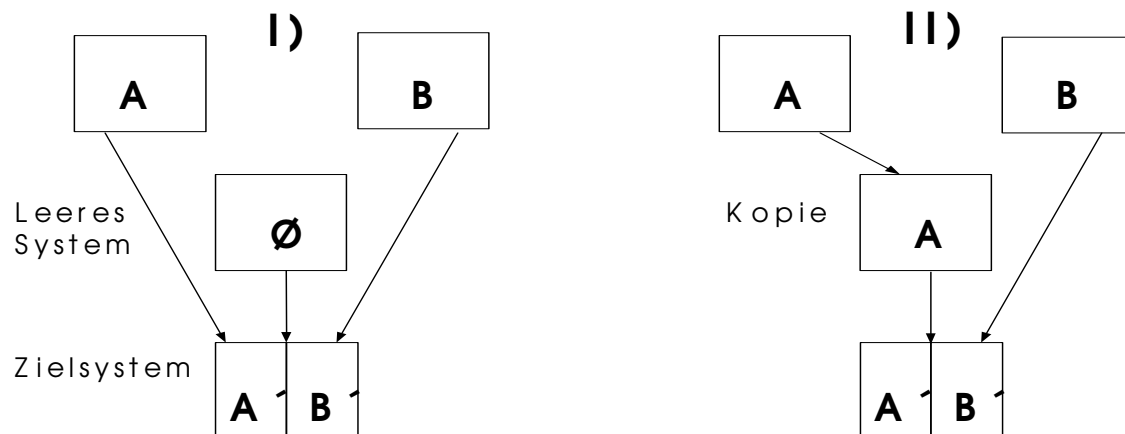 I)
A
B
Leeres
System
Ø
Zielsystem
A´
B´
II)
A
B
Kopie
A
A´
B´